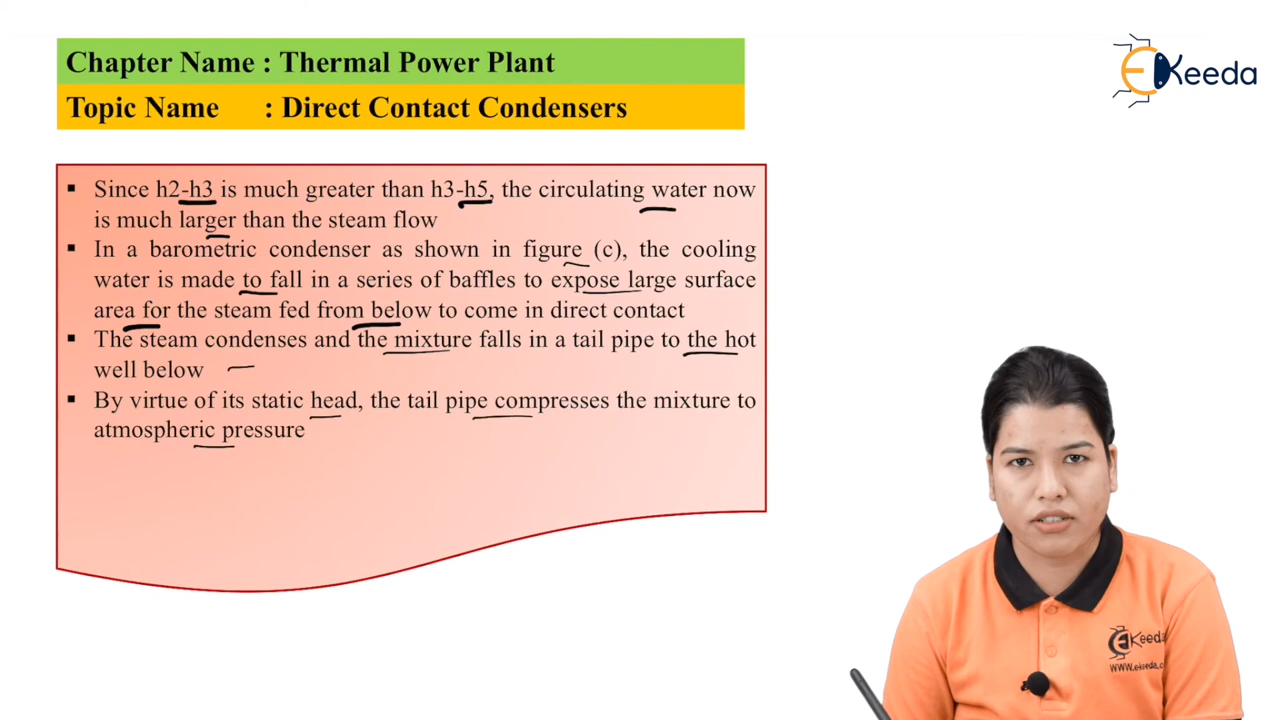 Chapter Name : Thermal Power Plant
Topic Name : Direct Contact Condensers
EKeeda
▪ Since h2-h3 is much greater than h3-h5, the circulating water now
is much larger than the steam flow
▪ In a barometric condenser as shown in figure (c), the cooling
water is made to fall in a series of baffles to expose large surface
area for the steam fed from below to come in direct contact
▪ The steam condenses and the mixture falls in a tail pipe to the hot
well below
▪ By virtue of its static head, the tail pipe compresses the mixture to
atmospheric pressure
EKeeda